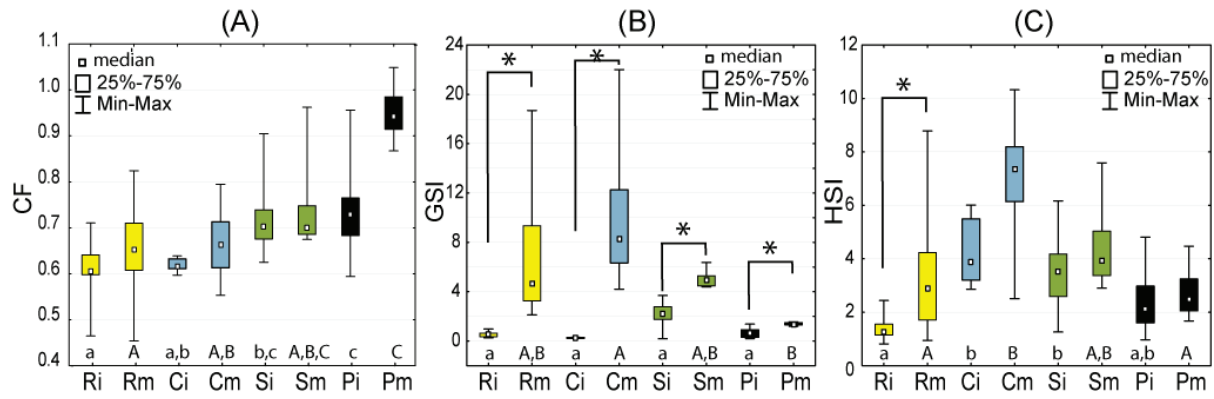 (A)
CF
1.1
1.0
0.9
0.8
0.7
0.6
0.5
0.4
median
25%-75%
Min-Max
a A a,b A,B b,c A,B,C c C
Ri Rm Ci Cm Si Sm Pi Pm
(B)
GSI
24
20
16
12
8
4
0
median
25%-75%
Min-Max
* * * *
a A,B a A a A,B a B
Ri Rm Ci Cm Si Sm Pi Pm
(C)
HSI
12
10
8
6
4
2
0
median
25%-75%
Min-Max
*
a A b B b A,B a,b A
Ri Rm Ci Cm Si Sm Pi Pm